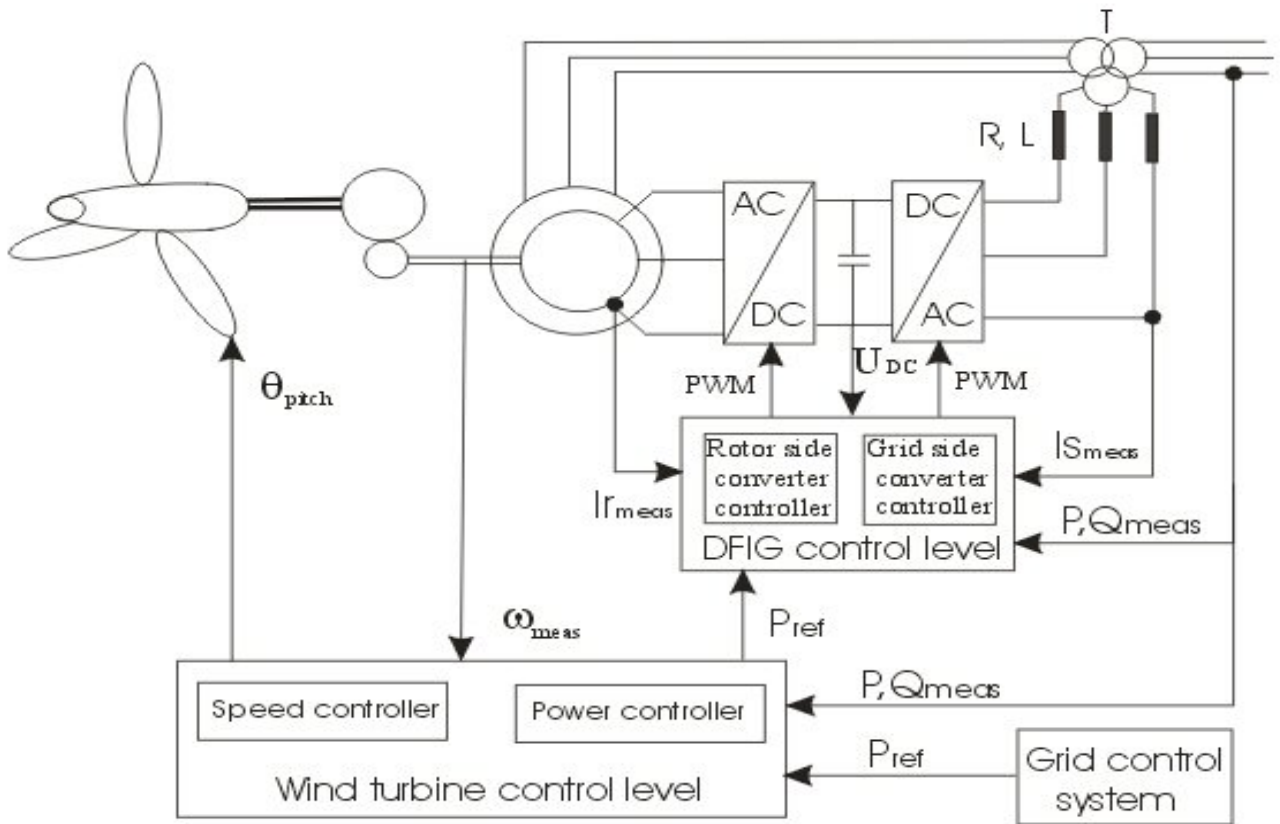 T
R, L
AC
DC
DC
AC
θpitch
PWM
UDC
PWM
Rotor side
converter
controller
Grid side
converter
controller
DFIG control level
Irmeas
Ismeas
P,Qmeas
ωmeas
Pref
Speed controller
Power controller
Wind turbine control level
P,Qmeas
Pref
Grid control
system